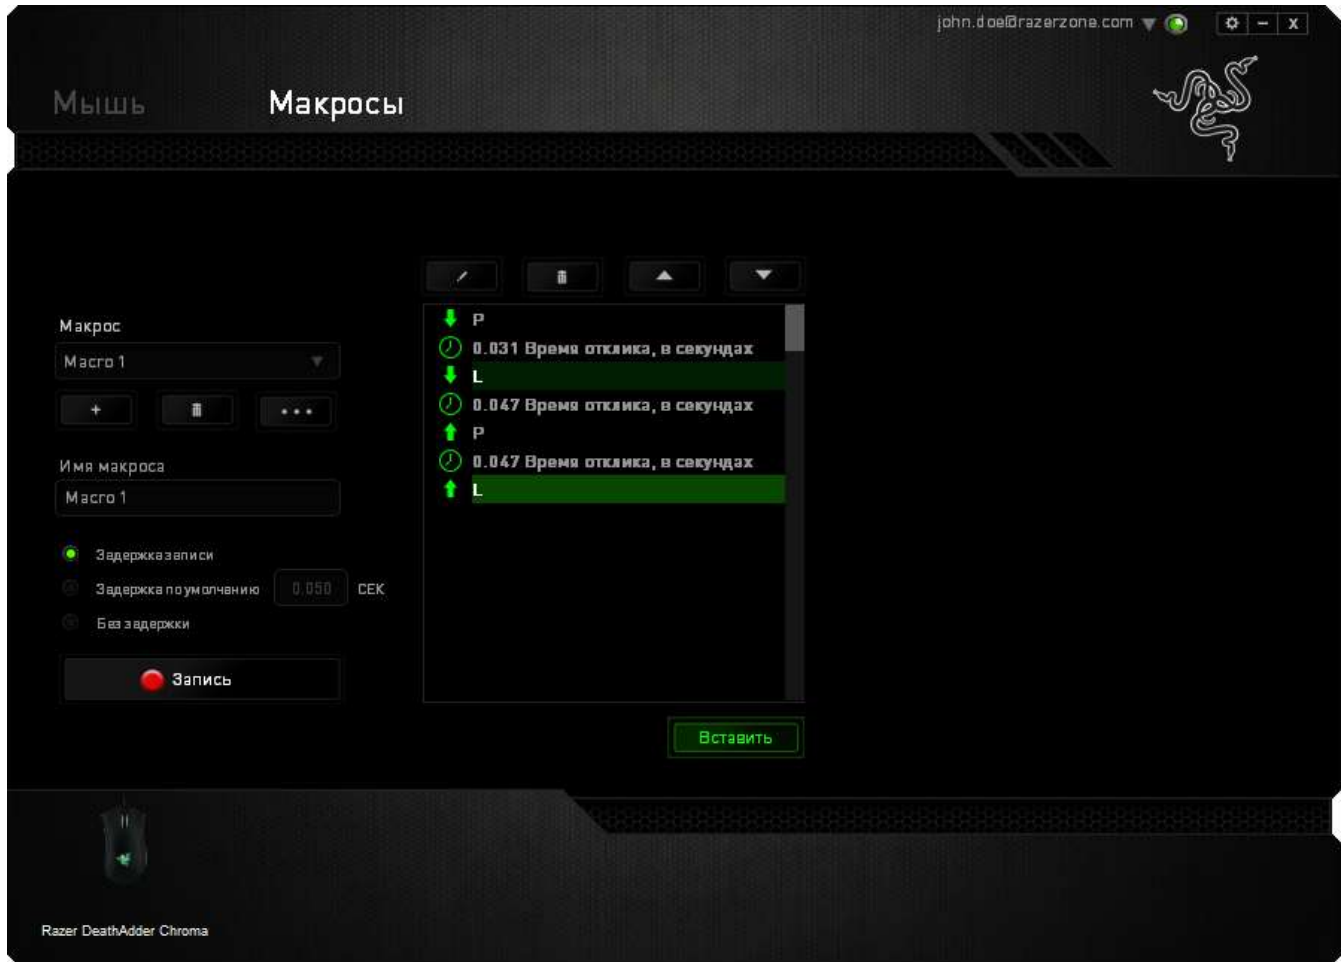 john.doe@razerzone.com
X
Мышь Макросы
Макрос
Macro 1
Имя макроса
Macro 1
Задержка записи
Задержка по умолчанию 0.050 СЕК
Без задержки
Запись
P
0.031 Время отклика, в секундах
L
0.047 Время отклика, в секундах
P
0.047 Время отклика, в секундах
L
Вставить
Razer DeathAdder Chroma